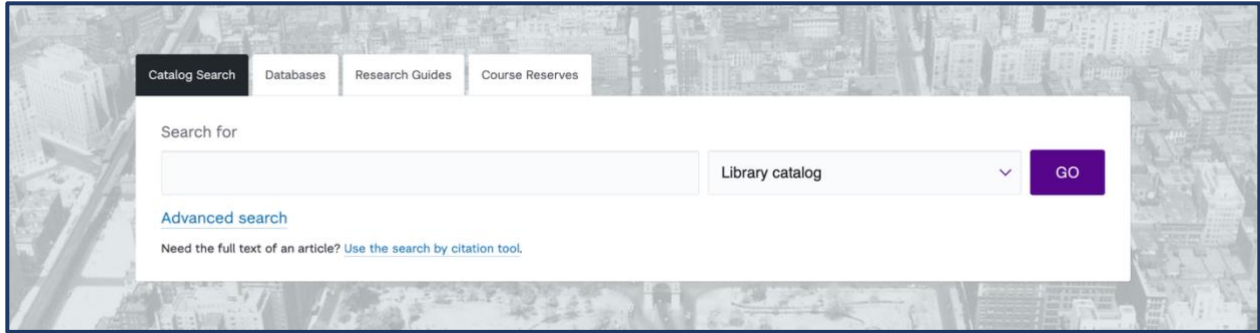 Catalog Search Databases Research Guides Course Reserves
Search for
Library catalog GO
Advanced search
Need the full text of an article? Use the search by citation tool.